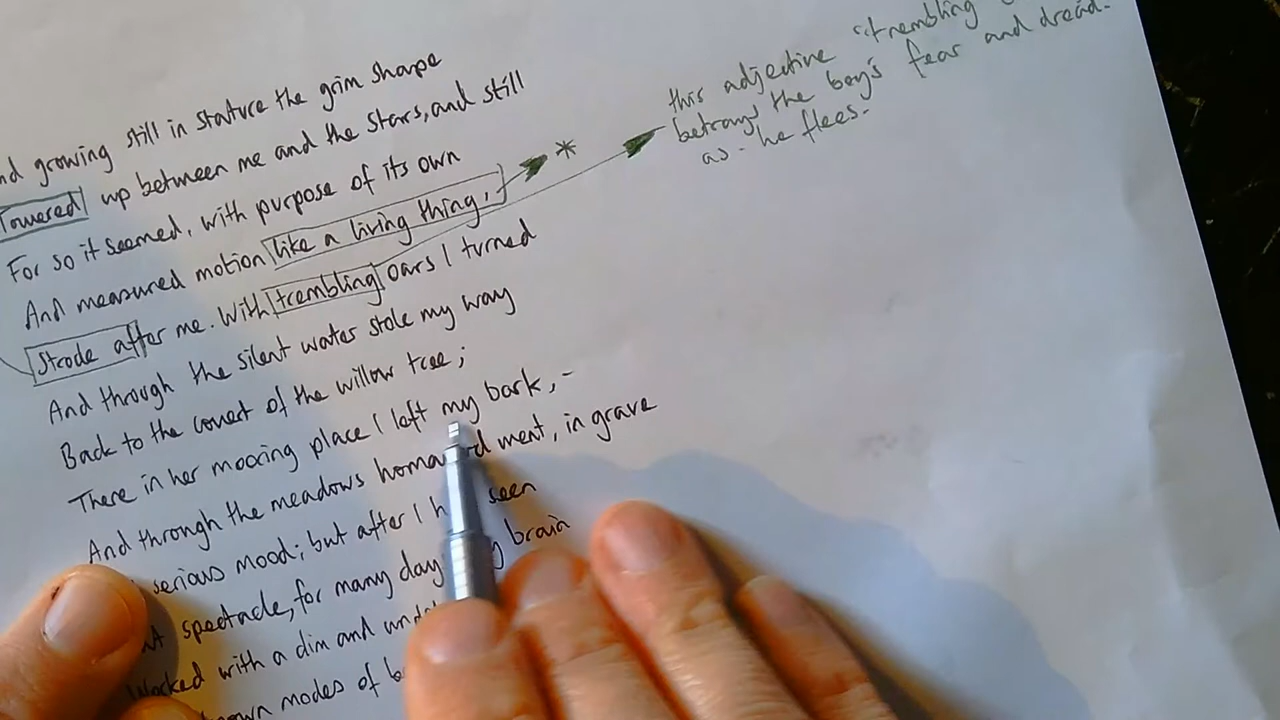 growing still in stature the grim shape
Towered up between me and the stars, and still
For so it seemed, with purpose of its own
And measured motion like a living thing,
Strode after me. With trembling oars I turned
And through the silent water stole my way
Back to the covert of the willow tree;
There in her mooring place I left my bark, -
And through the meadows homeward ment, in grave
serious mood; but after I seen
spectacle, for many day brain
Worked with a dim and
modes of
*
this adjective "trembling
betrays the boy's fear and dread.
as he flees.